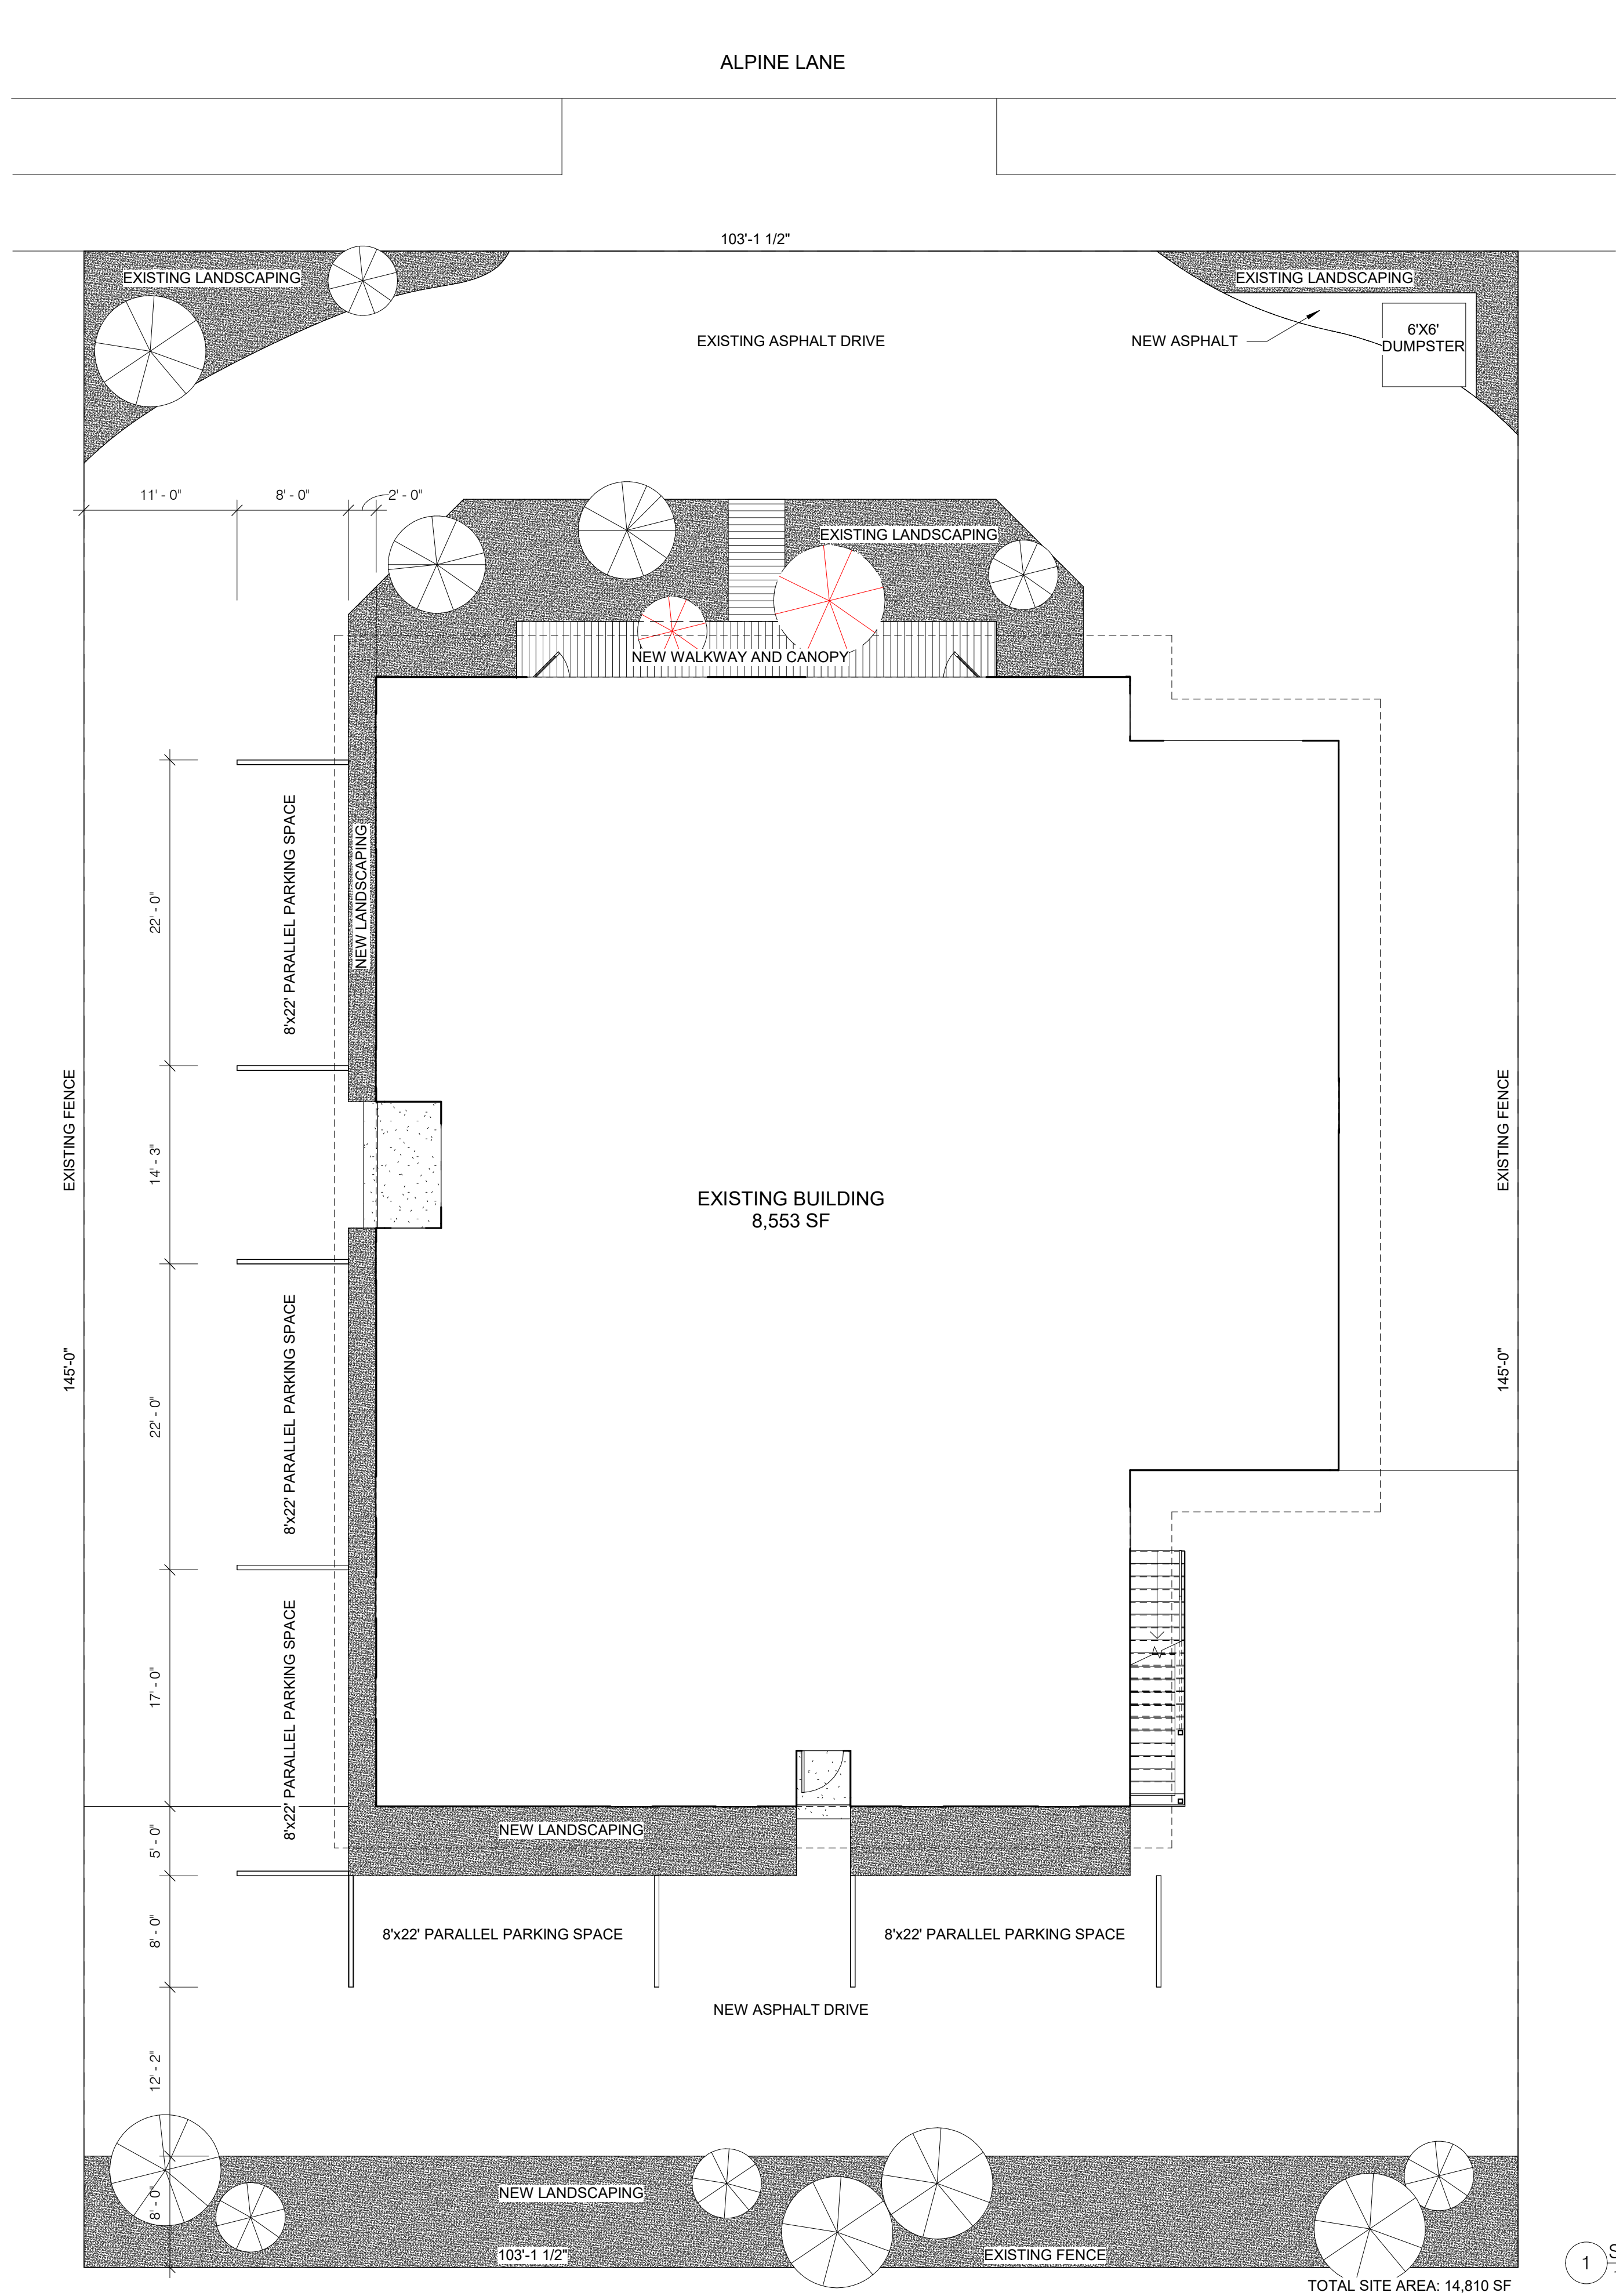 ALPINE LANE
103'-1 1/2"
EXISTING LANDSCAPING
EXISTING LANDSCAPING
EXISTING ASPHALT DRIVE
NEW ASPHALT
6'X6'
DUMPSTER
11' - 0"
8' - 0"
2' - 0"
EXISTING LANDSCAPING
NEW WALKWAY AND CANOPY
22' - 0"
8'x22' PARALLEL PARKING SPACE
NEW LANDSCAPING
EXISTING FENCE
EXISTING FENCE
14' - 3"
EXISTING BUILDING
8,553 SF
145'-0"
145'-0"
22' - 0"
8'x22' PARALLEL PARKING SPACE
17' - 0"
8'x22' PARALLEL PARKING SPACE
5' - 0"
NEW LANDSCAPING
8' - 0"
8'x22' PARALLEL PARKING SPACE
8'x22' PARALLEL PARKING SPACE
NEW ASPHALT DRIVE
12' - 2"
8' - 0"
NEW LANDSCAPING
103'-1 1/2"
EXISTING FENCE
1
TOTAL SITE AREA: 14,810 SF